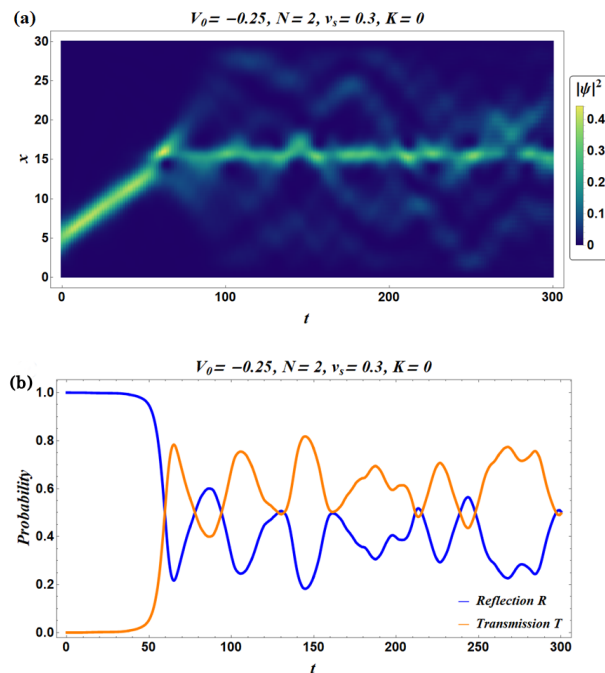 (a)
V₀ = −0.25, N = 2, vₛ = 0.3, K = 0
30
25
20
15
10
5
0
x
0
100
200
300
t
|ψ|²
0.4
0.3
0.2
0.1
0
(b)
V₀ = −0.25, N = 2, vₛ = 0.3, K = 0
1.0
0.8
0.6
0.4
0.2
0.0
Probability
Reflection R
Transmission T
0
50
100
150
200
250
300
t